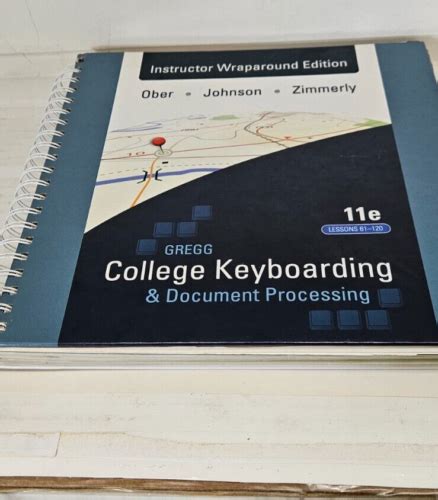 Instructor Wraparound Edition
Ober • Johnson • Zimmerly
11e
LESSONS 61–120
GREGG
College Keyboarding
& Document Processing